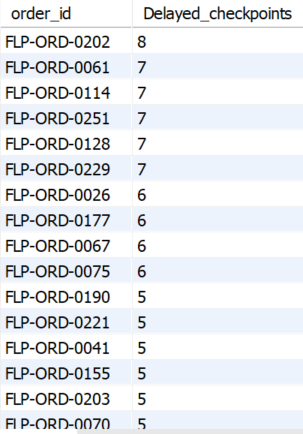 order_id Delayed_checkpoints
FLP-ORD-0202 8
FLP-ORD-0061 7
FLP-ORD-0114 7
FLP-ORD-0251 7
FLP-ORD-0128 7
FLP-ORD-0229 7
FLP-ORD-0026 6
FLP-ORD-0177 6
FLP-ORD-0067 6
FLP-ORD-0075 6
FLP-ORD-0190 5
FLP-ORD-0221 5
FLP-ORD-0041 5
FLP-ORD-0155 5
FLP-ORD-0203 5
FLP-ORD-0070 5